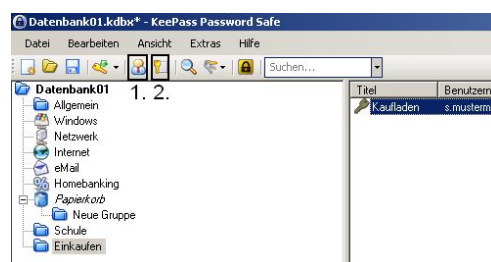 Datenbank01.kdbx* - KeePass Password Safe
Datei Bearbeiten Ansicht Extras Hilfe
Suchen...
1. 2.
Datenbank01
Allgemein
Windows
Netzwerk
Internet
eMail
Homebanking
Papierkorb
Neue Gruppe
Schule
Einkaufen
Titel Benutzern
Kaufladen s.musterm